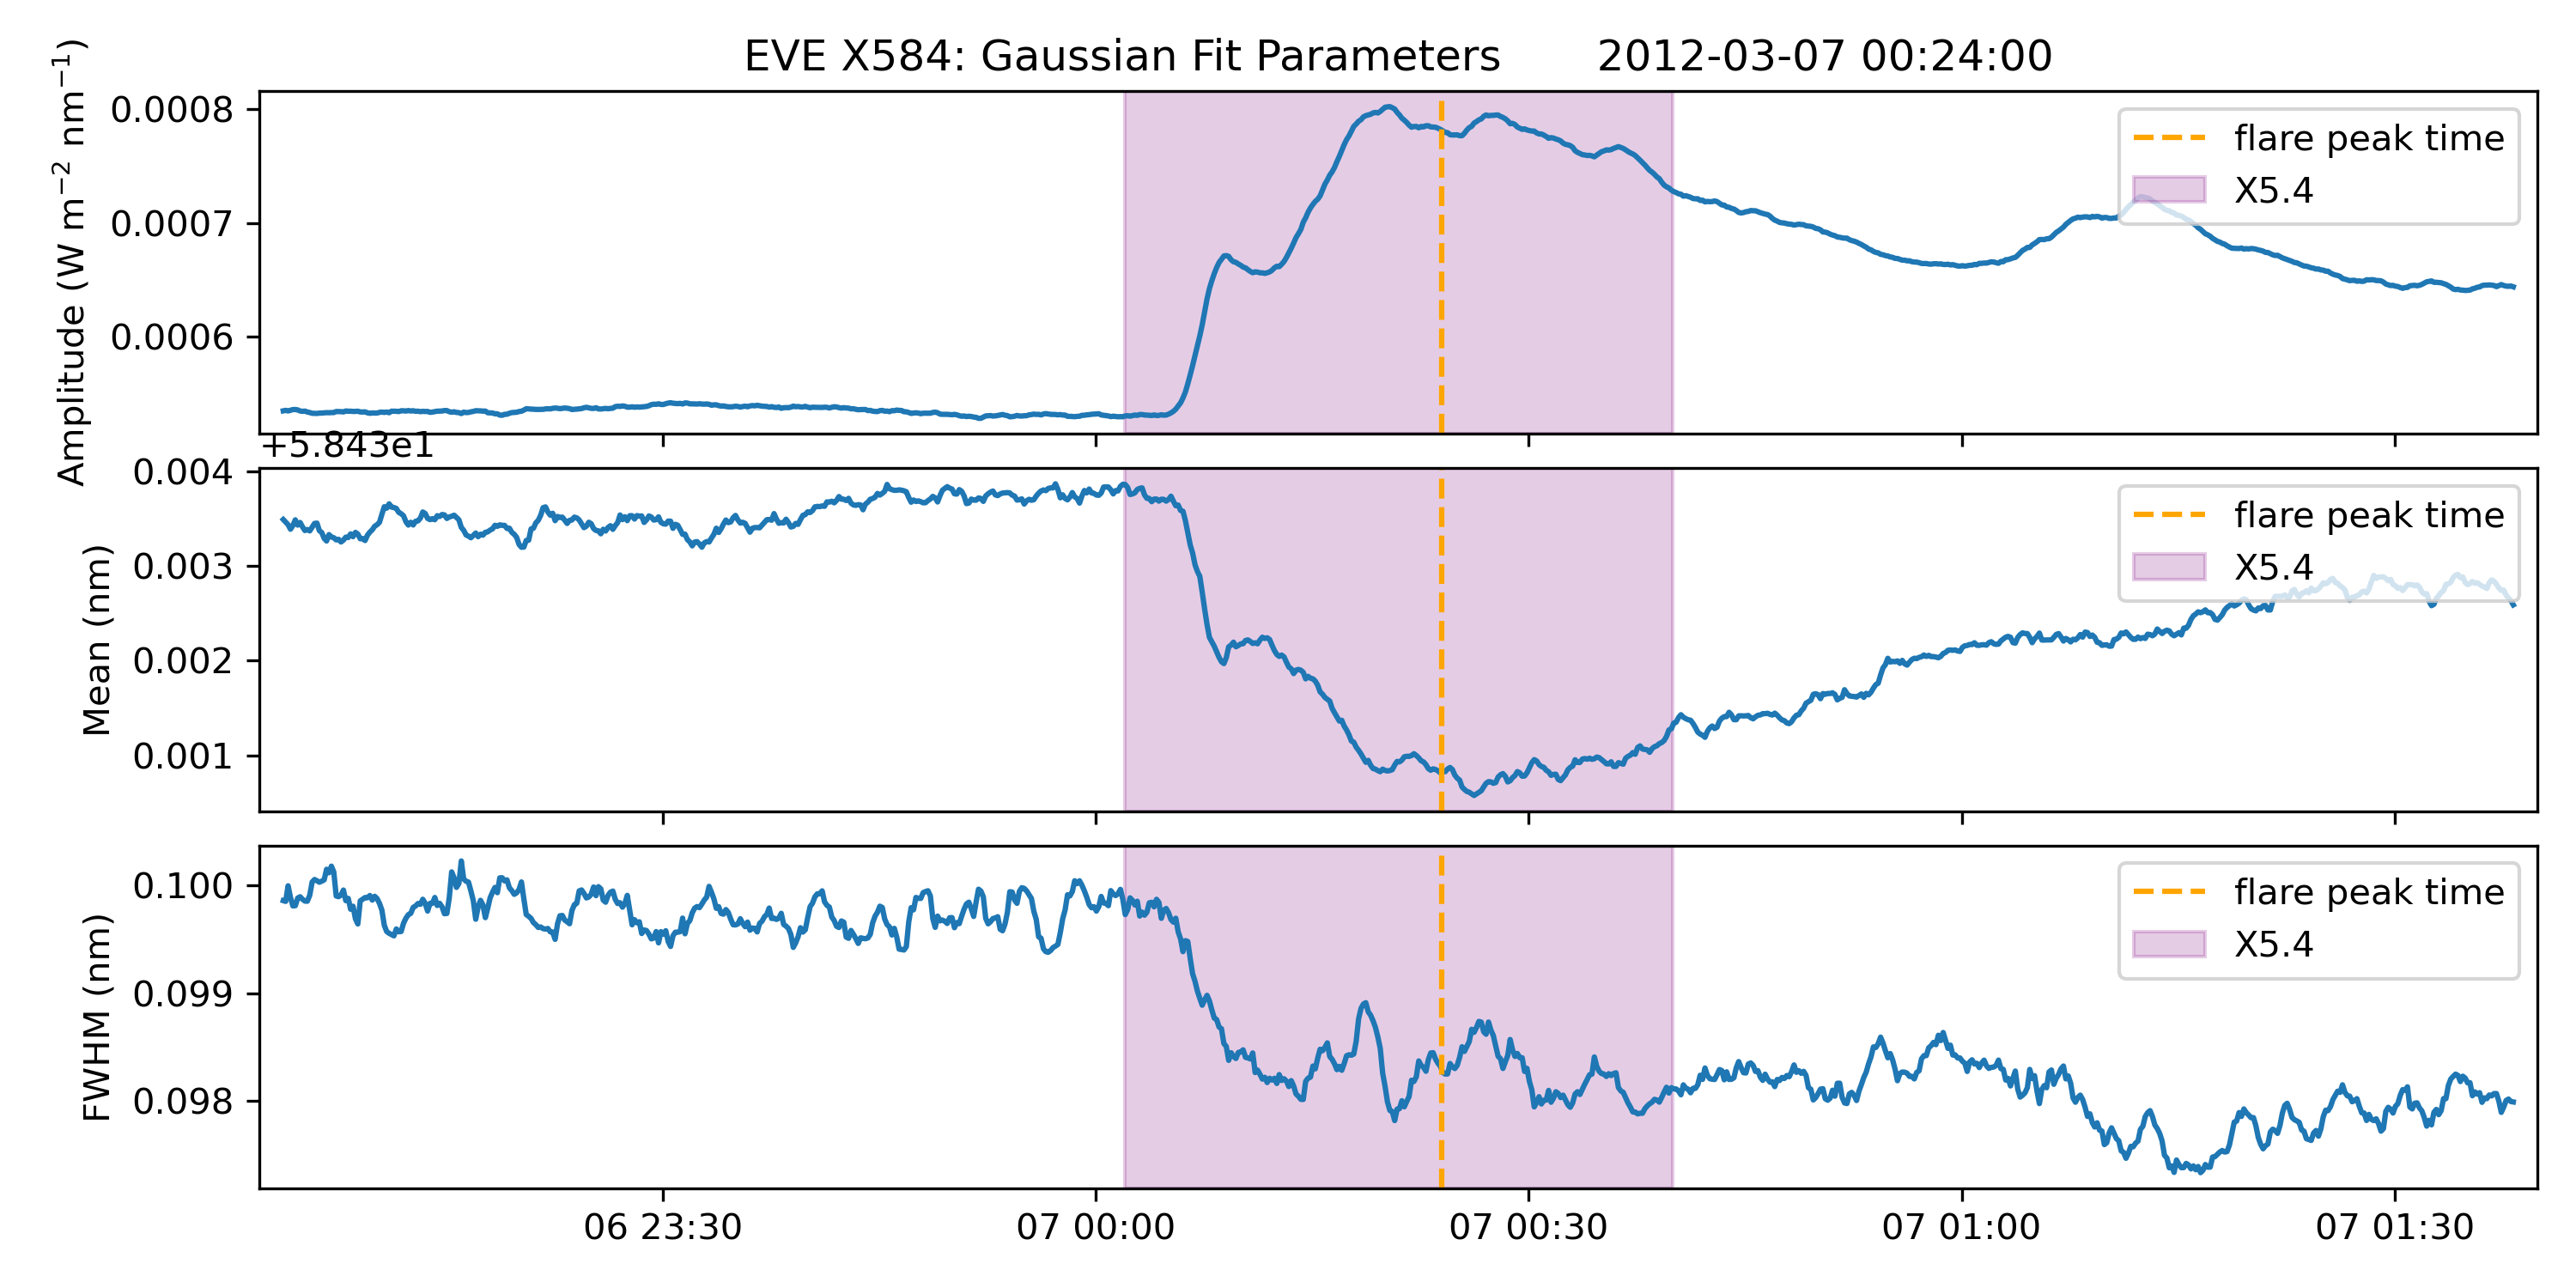 EVE X584: Gaussian Fit Parameters 2012-03-07 00:24:00
Amplitude (W m⁻² nm⁻¹)
0.0008
0.0007
0.0006
flare peak time
X5.4
+5.843e1
Mean (nm)
0.004
0.003
0.002
0.001
flare peak time
X5.4
FWHM (nm)
0.100
0.099
0.098
flare peak time
X5.4
06 23:30 07 00:00 07 00:30 07 01:00 07 01:30